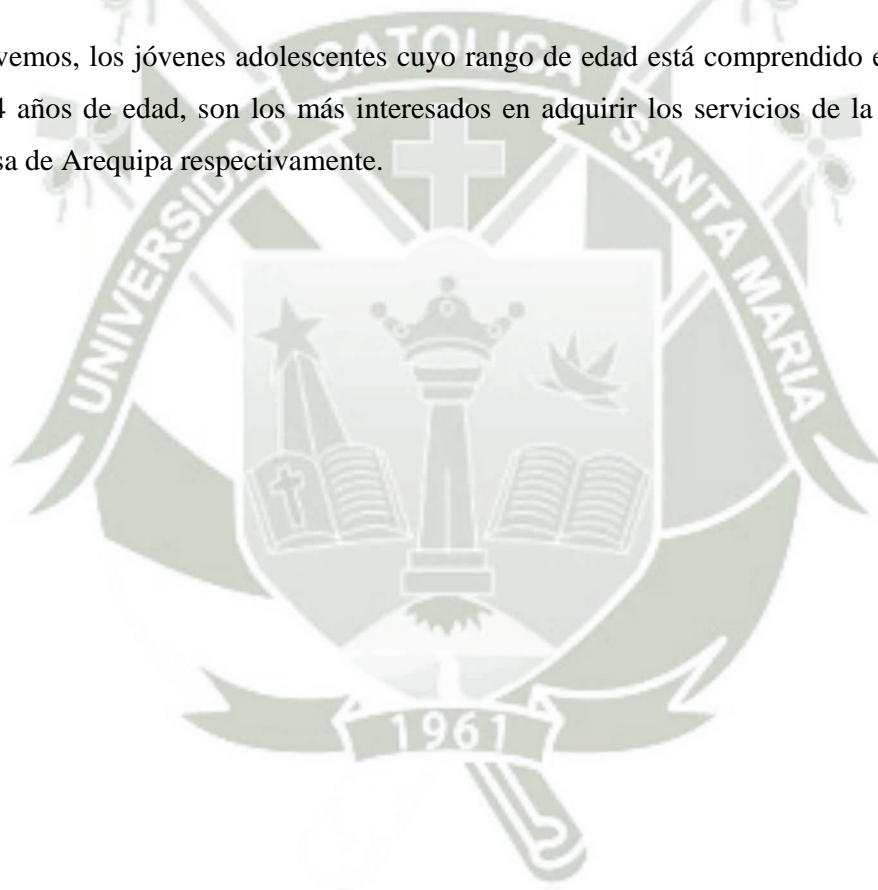 vemos, los jóvenes adolescentes cuyo rango de edad está comprendido
4 años de edad, son los más interesados en adquirir los servicios de la
sa de Arequipa respectivamente.
UNIVERSIDAD CATOLICA SANTA MARIA
1961